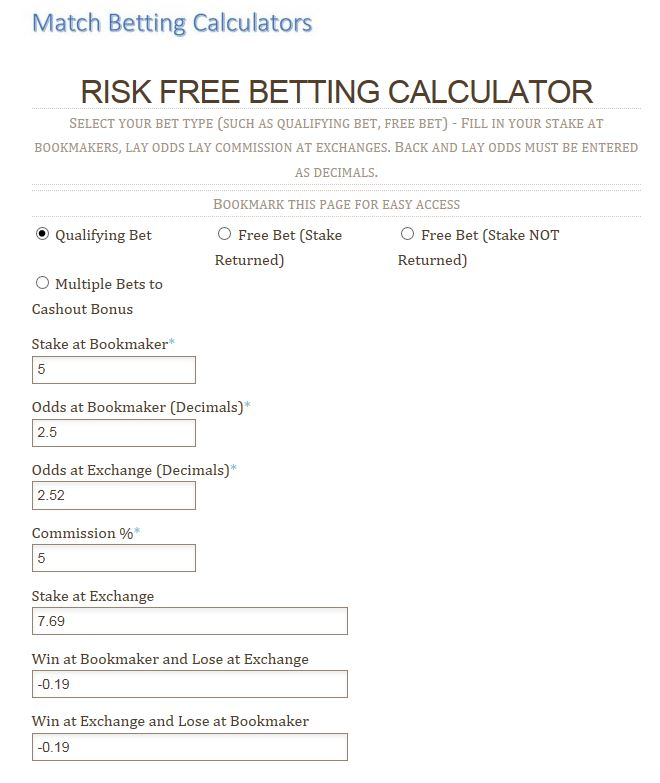 Match Betting Calculators
RISK FREE BETTING CALCULATOR
SELECT YOUR BET TYPE (SUCH AS QUALIFYING BET, FREE BET) - FILL IN YOUR STAKE AT
BOOKMAKERS, LAY ODDS LAY COMMISSION AT EXCHANGES. BACK AND LAY ODDS MUST BE ENTERED
AS DECIMALS.
BOOKMARK THIS PAGE FOR EASY ACCESS
Qualifying Bet
Free Bet (Stake
Returned)
Free Bet (Stake NOT
Returned)
Multiple Bets to
Cashout Bonus
Stake at Bookmaker*
5
Odds at Bookmaker (Decimals)*
2.5
Odds at Exchange (Decimals)*
2.52
Commission %*
5
Stake at Exchange
7.69
Win at Bookmaker and Lose at Exchange
-0.19
Win at Exchange and Lose at Bookmaker
-0.19